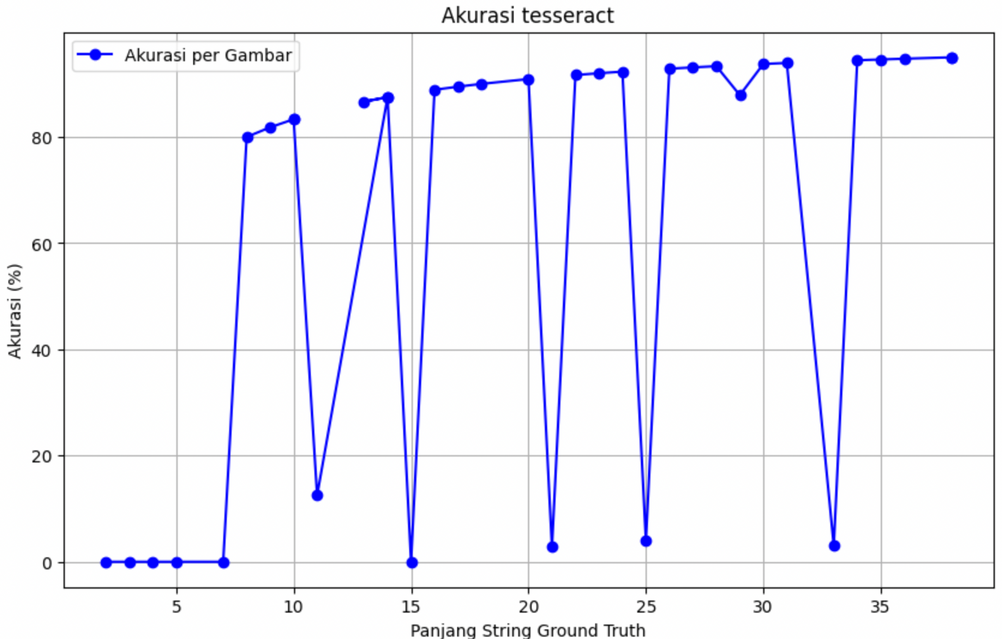 Akurasi tesseract
Akurasi per Gambar
Akurasi (%)
80
60
40
20
0
5 10 15 20 25 30 35
Panjang String Ground Truth